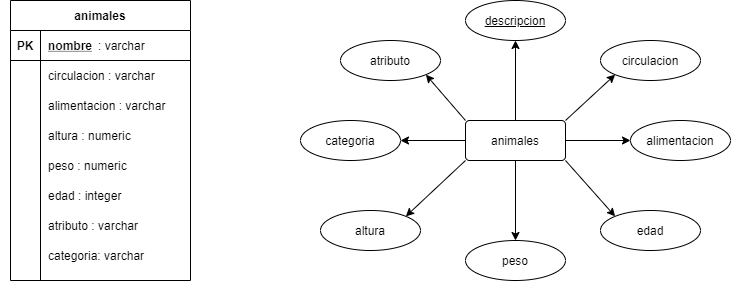 animales
PK nombre : varchar
circulacion : varchar
alimentacion : varchar
altura : numeric
peso : numeric
edad : integer
atributo : varchar
categoria: varchar
descripcion
atributo
circulacion
categoria
animales
alimentacion
altura
edad
peso